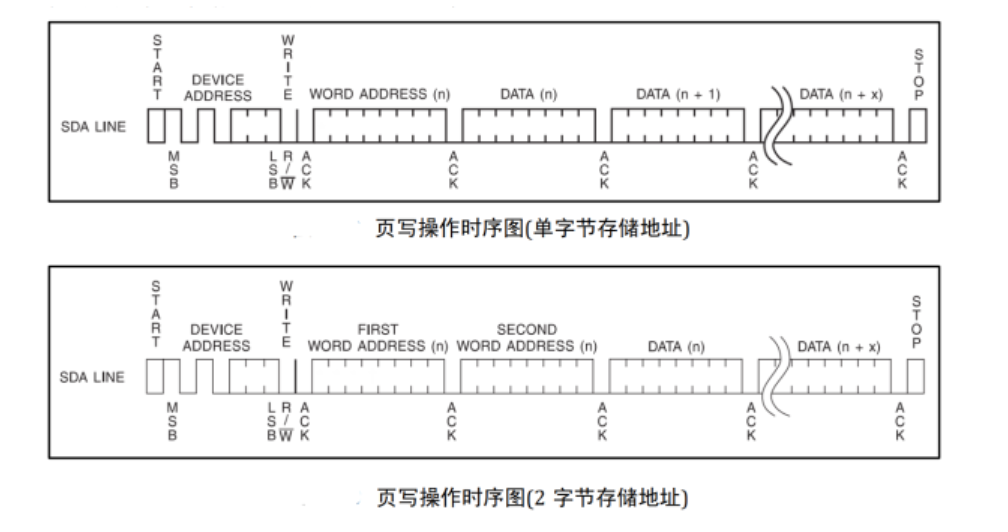 START
WRITE
STOP
DEVICE
ADDRESS
WORD ADDRESS (n)
DATA (n)
DATA (n + 1)
DATA (n + x)
SDA LINE
MSB
LSB
R/W
ACK
ACK
ACK
ACK
ACK
页写操作时序图(单字节存储地址)
START
WRITE
STOP
DEVICE
ADDRESS
FIRST
WORD ADDRESS (n)
SECOND
WORD ADDRESS (n)
DATA (n)
DATA (n + x)
SDA LINE
MSB
LSB
R/W
ACK
ACK
ACK
ACK
ACK
页写操作时序图(2 字节存储地址)